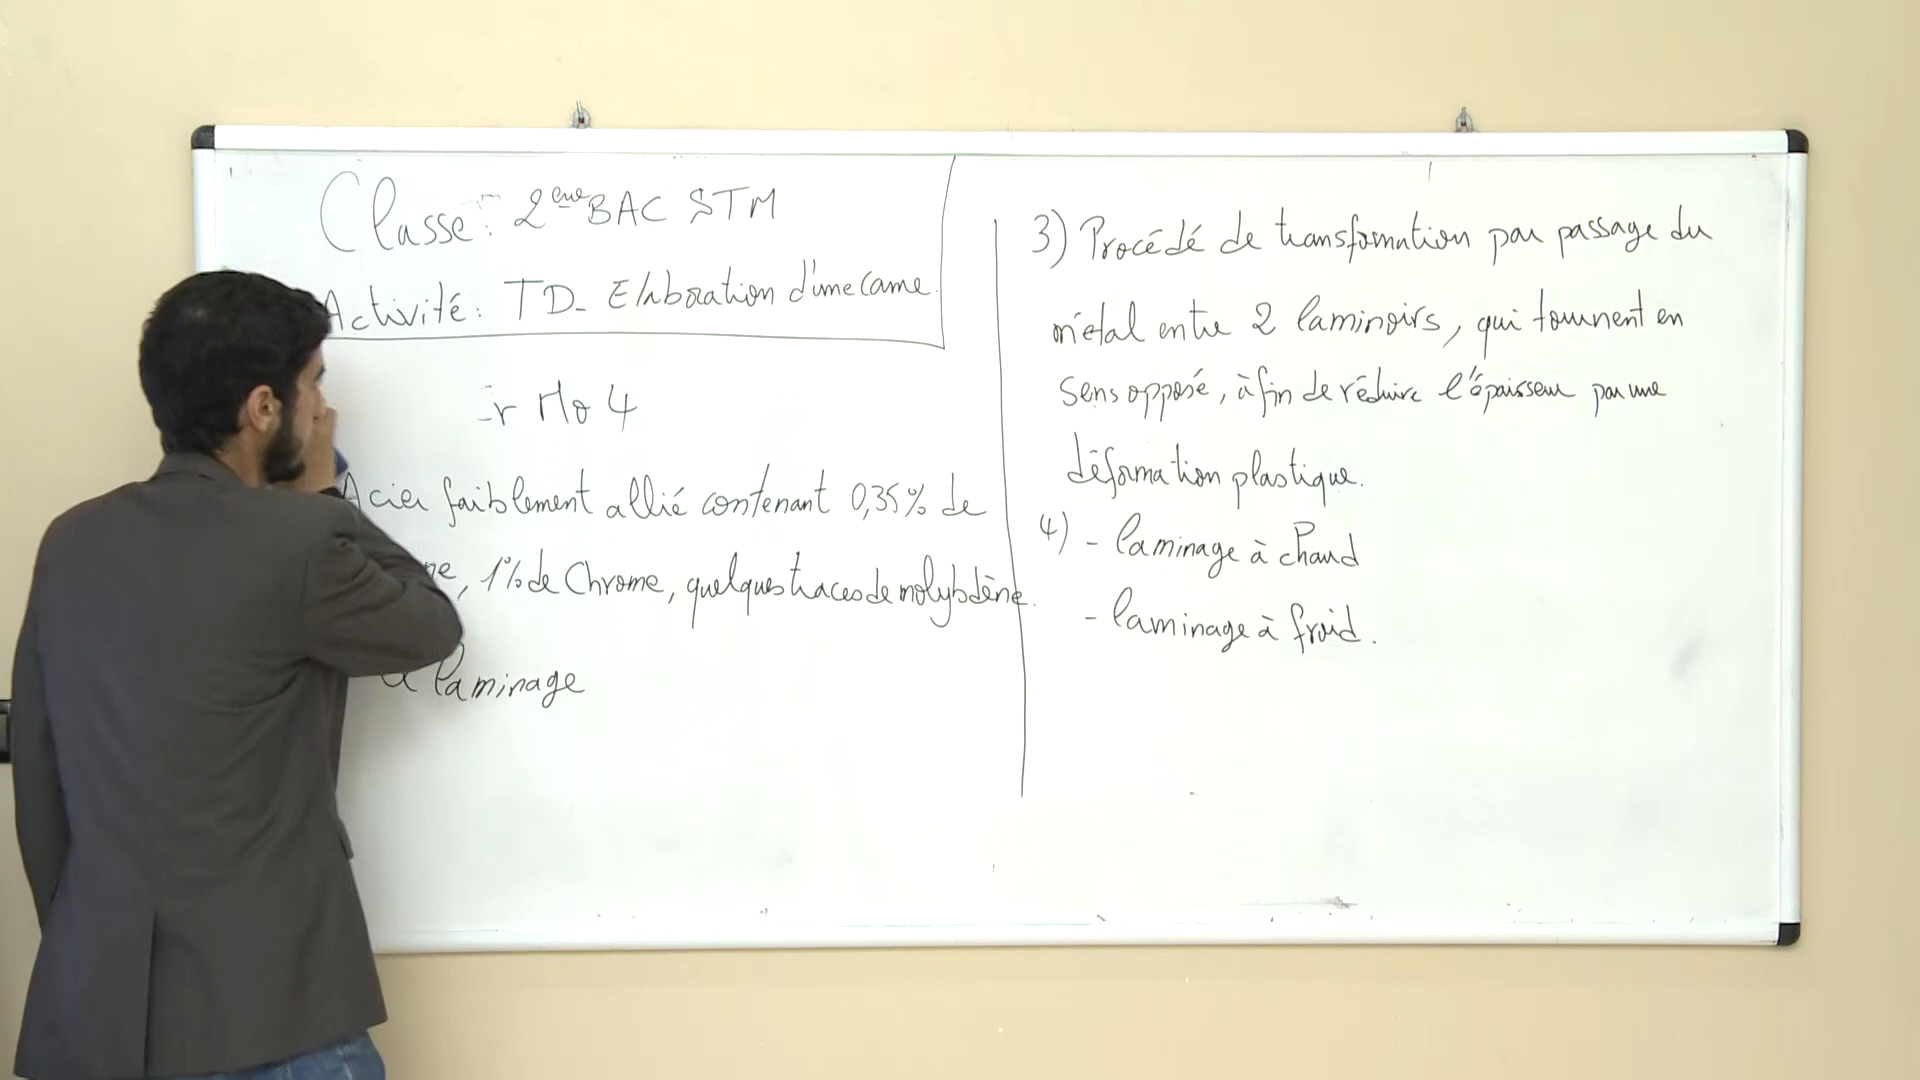 Classe: 2ème BAC STM
Activité: TD- Elaboration d'une came.
r Mo 4
Acier faiblement allié contenant 0,35% de
ne, 1% de Chrome, quelques traces de molybdène.
laminage
3) Procédé de transformation par passage du
métal entre 2 laminoirs, qui tournent en
sens opposé, àfin de réduire l'épaisseur par une
déformation plastique.
4) - laminage à chaud
- laminage à froid.